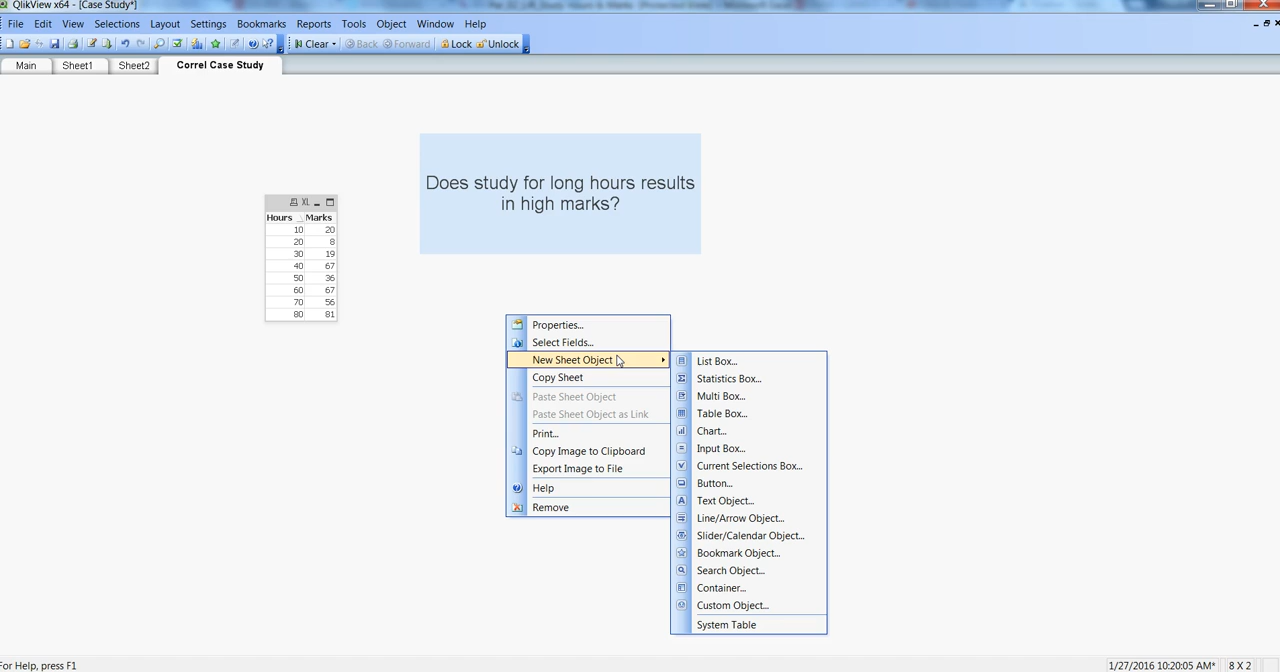 QlikView x64 - [Case Study*]
File Edit View Selections Layout Settings Bookmarks Reports Tools Object Window Help
Clear Back Forward Lock Unlock
Main Sheet1 Sheet2 Correl Case Study
Does study for long hours results
in high marks?
XL
Hours Marks
10 20
20 8
30 19
40 67
50 36
60 67
70 56
80 81
Properties...
Select Fields...
New Sheet Object
Copy Sheet
Paste Sheet Object
Paste Sheet Object as Link
Print...
Copy Image to Clipboard
Export Image to File
Help
Remove
List Box...
Statistics Box...
Multi Box...
Table Box...
Chart...
Input Box...
Current Selections Box...
Button...
Text Object...
Line/Arrow Object...
Slider/Calendar Object...
Bookmark Object...
Search Object...
Container...
Custom Object...
System Table
For Help, press F1
1/27/2016 10:20:05 AM* 8 X 2